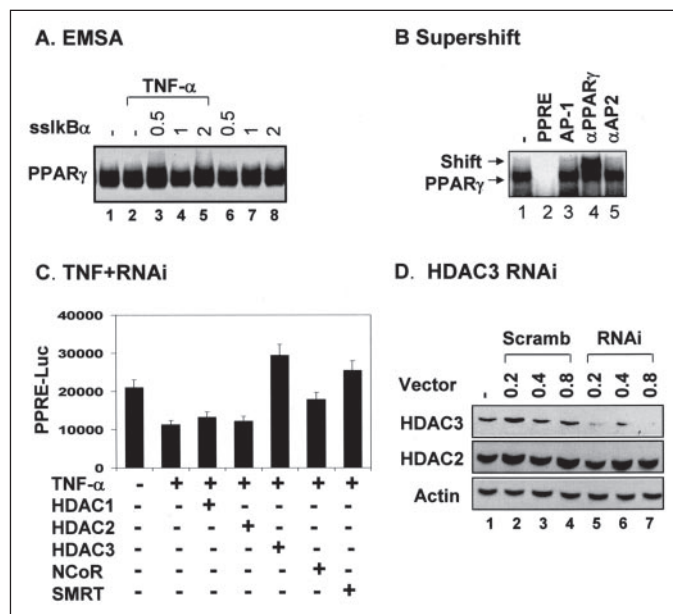 A. EMSA
TNF-α
ssIkBα - - 0.5 1 2 0.5 1 2
PPARγ
1 2 3 4 5 6 7 8
B Supershift
- PPRE AP-1 αPPARγ αAP2
Shift
PPARγ
1 2 3 4 5
C. TNF+RNAi
PPRE-Luc
40000
30000
20000
10000
0
TNF-α - + + + + + +
HDAC1 - - + - - - -
HDAC2 - - - + - - -
HDAC3 - - - - + - -
NCoR - - - - - + -
SMRT - - - - - - +
D. HDAC3 RNAi
Scramb RNAi
Vector - 0.2 0.4 0.8 0.2 0.4 0.8
HDAC3
HDAC2
Actin
1 2 3 4 5 6 7